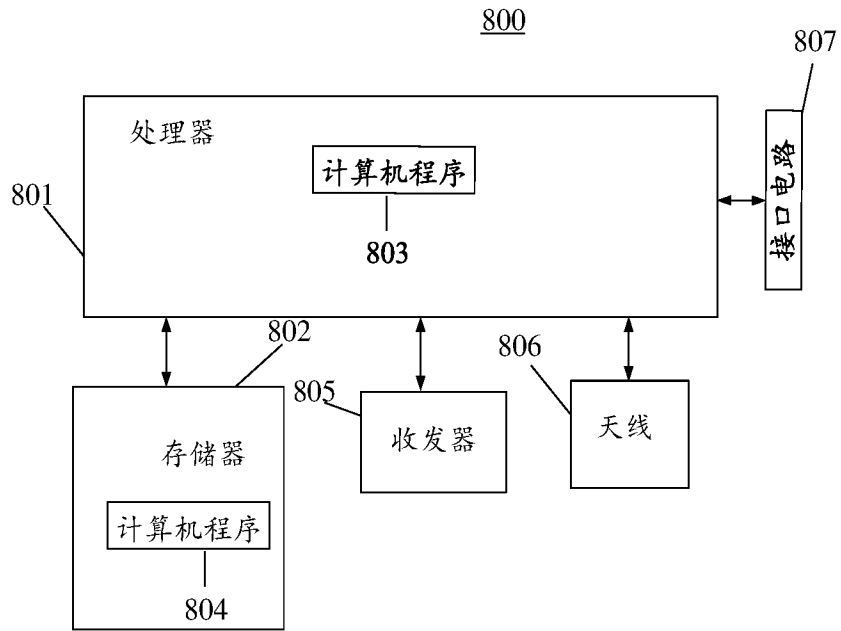 800
807
处理器
计算机程序
803
801
接口电路
802
806
805
存储器
收发器
天线
计算机程序
804